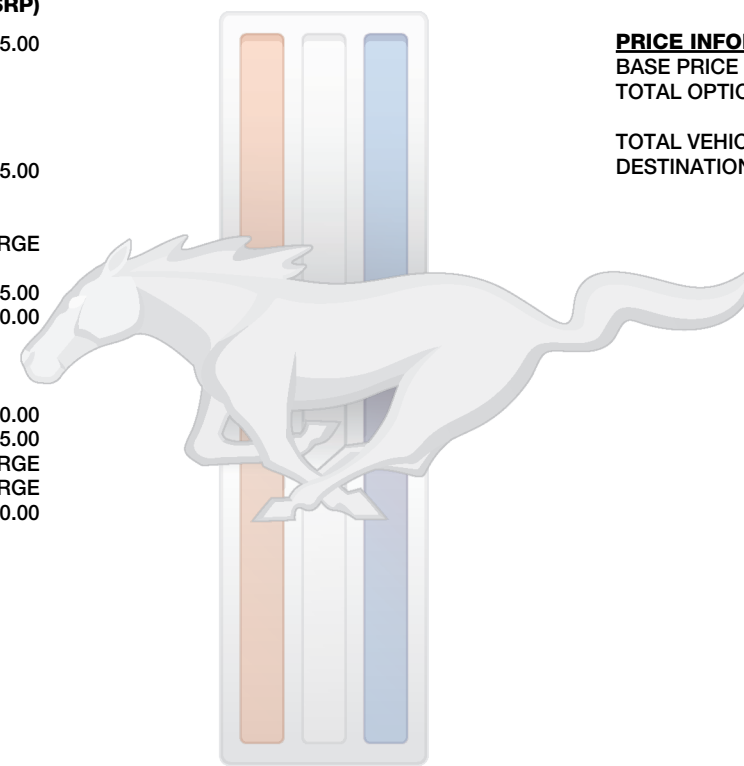 SRP)
5.00
5.00
RGE
5.00
0.00
0.00
5.00
RGE
RGE
0.00
PRICE INFO
BASE PRICE
TOTAL OPTIO
TOTAL VEHIC
DESTINATION